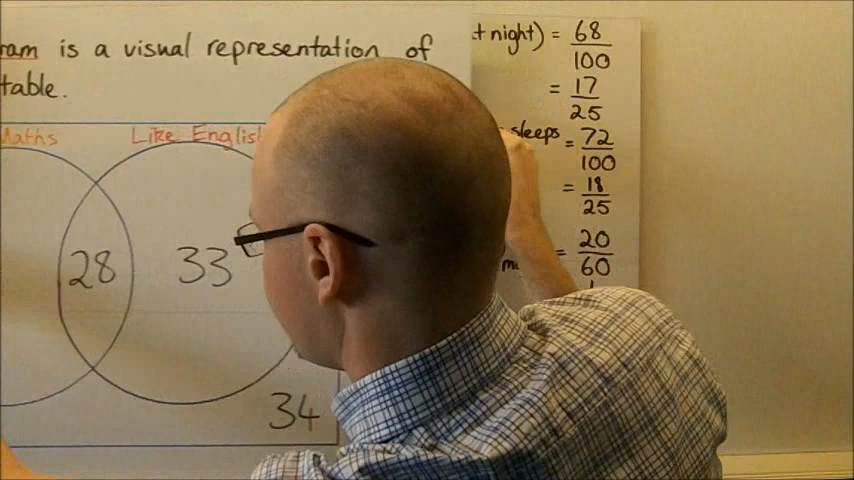 ram is a visual representation of
table.
Maths Like English
28 33
34
t night) = 68
100
= 17
25
sleeps = 72
100
= 18
25
= 20
60